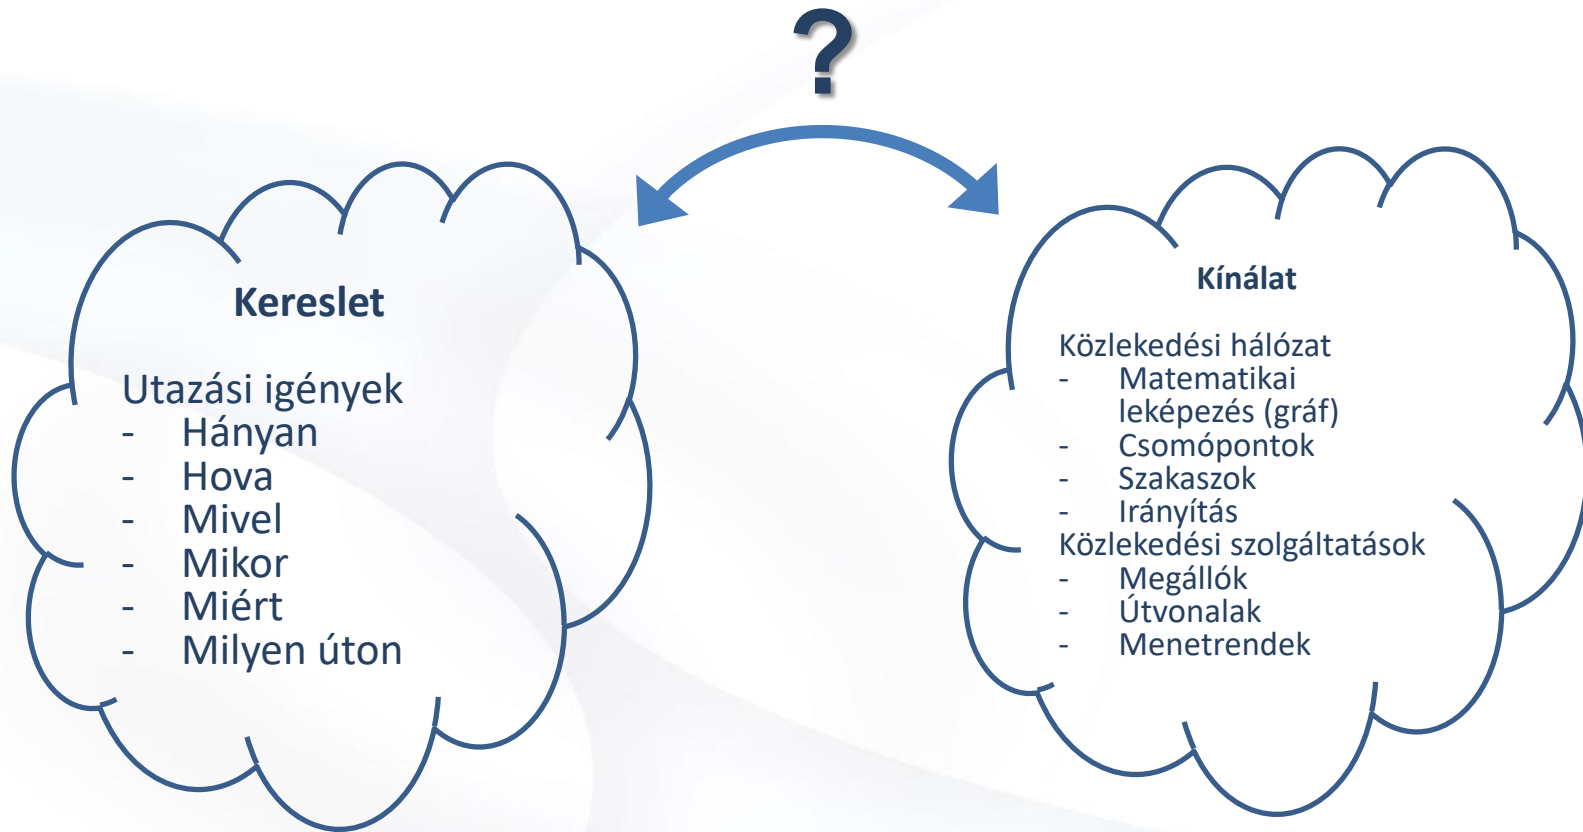 ?
Kereslet
Utazási igények
- Hányan
- Hova
- Mivel
- Mikor
- Miért
- Milyen úton
Kínálat
Közlekedési hálózat
- Matematikai
leképezés (gráf)
- Csomópontok
- Szakaszok
- Irányítás
Közlekedési szolgáltatások
- Megállók
- Útvonalak
- Menetrendek